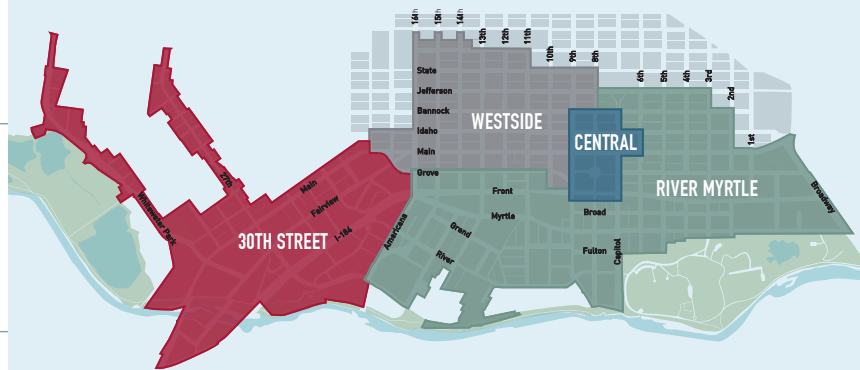 16th
15th
14th
13th
12th
11th
10th
9th
8th
6th
5th
4th
3rd
2nd
1st
State
Jefferson
Bannock
Idaho
Main
Grove
WESTSIDE
CENTRAL
RIVER MYRTLE
Broadway
27th
Whitewater Park
Main
Fairview
I-184
30TH STREET
Americana
Front
Myrtle
Grand
River
Broad
Fulton
Capitol